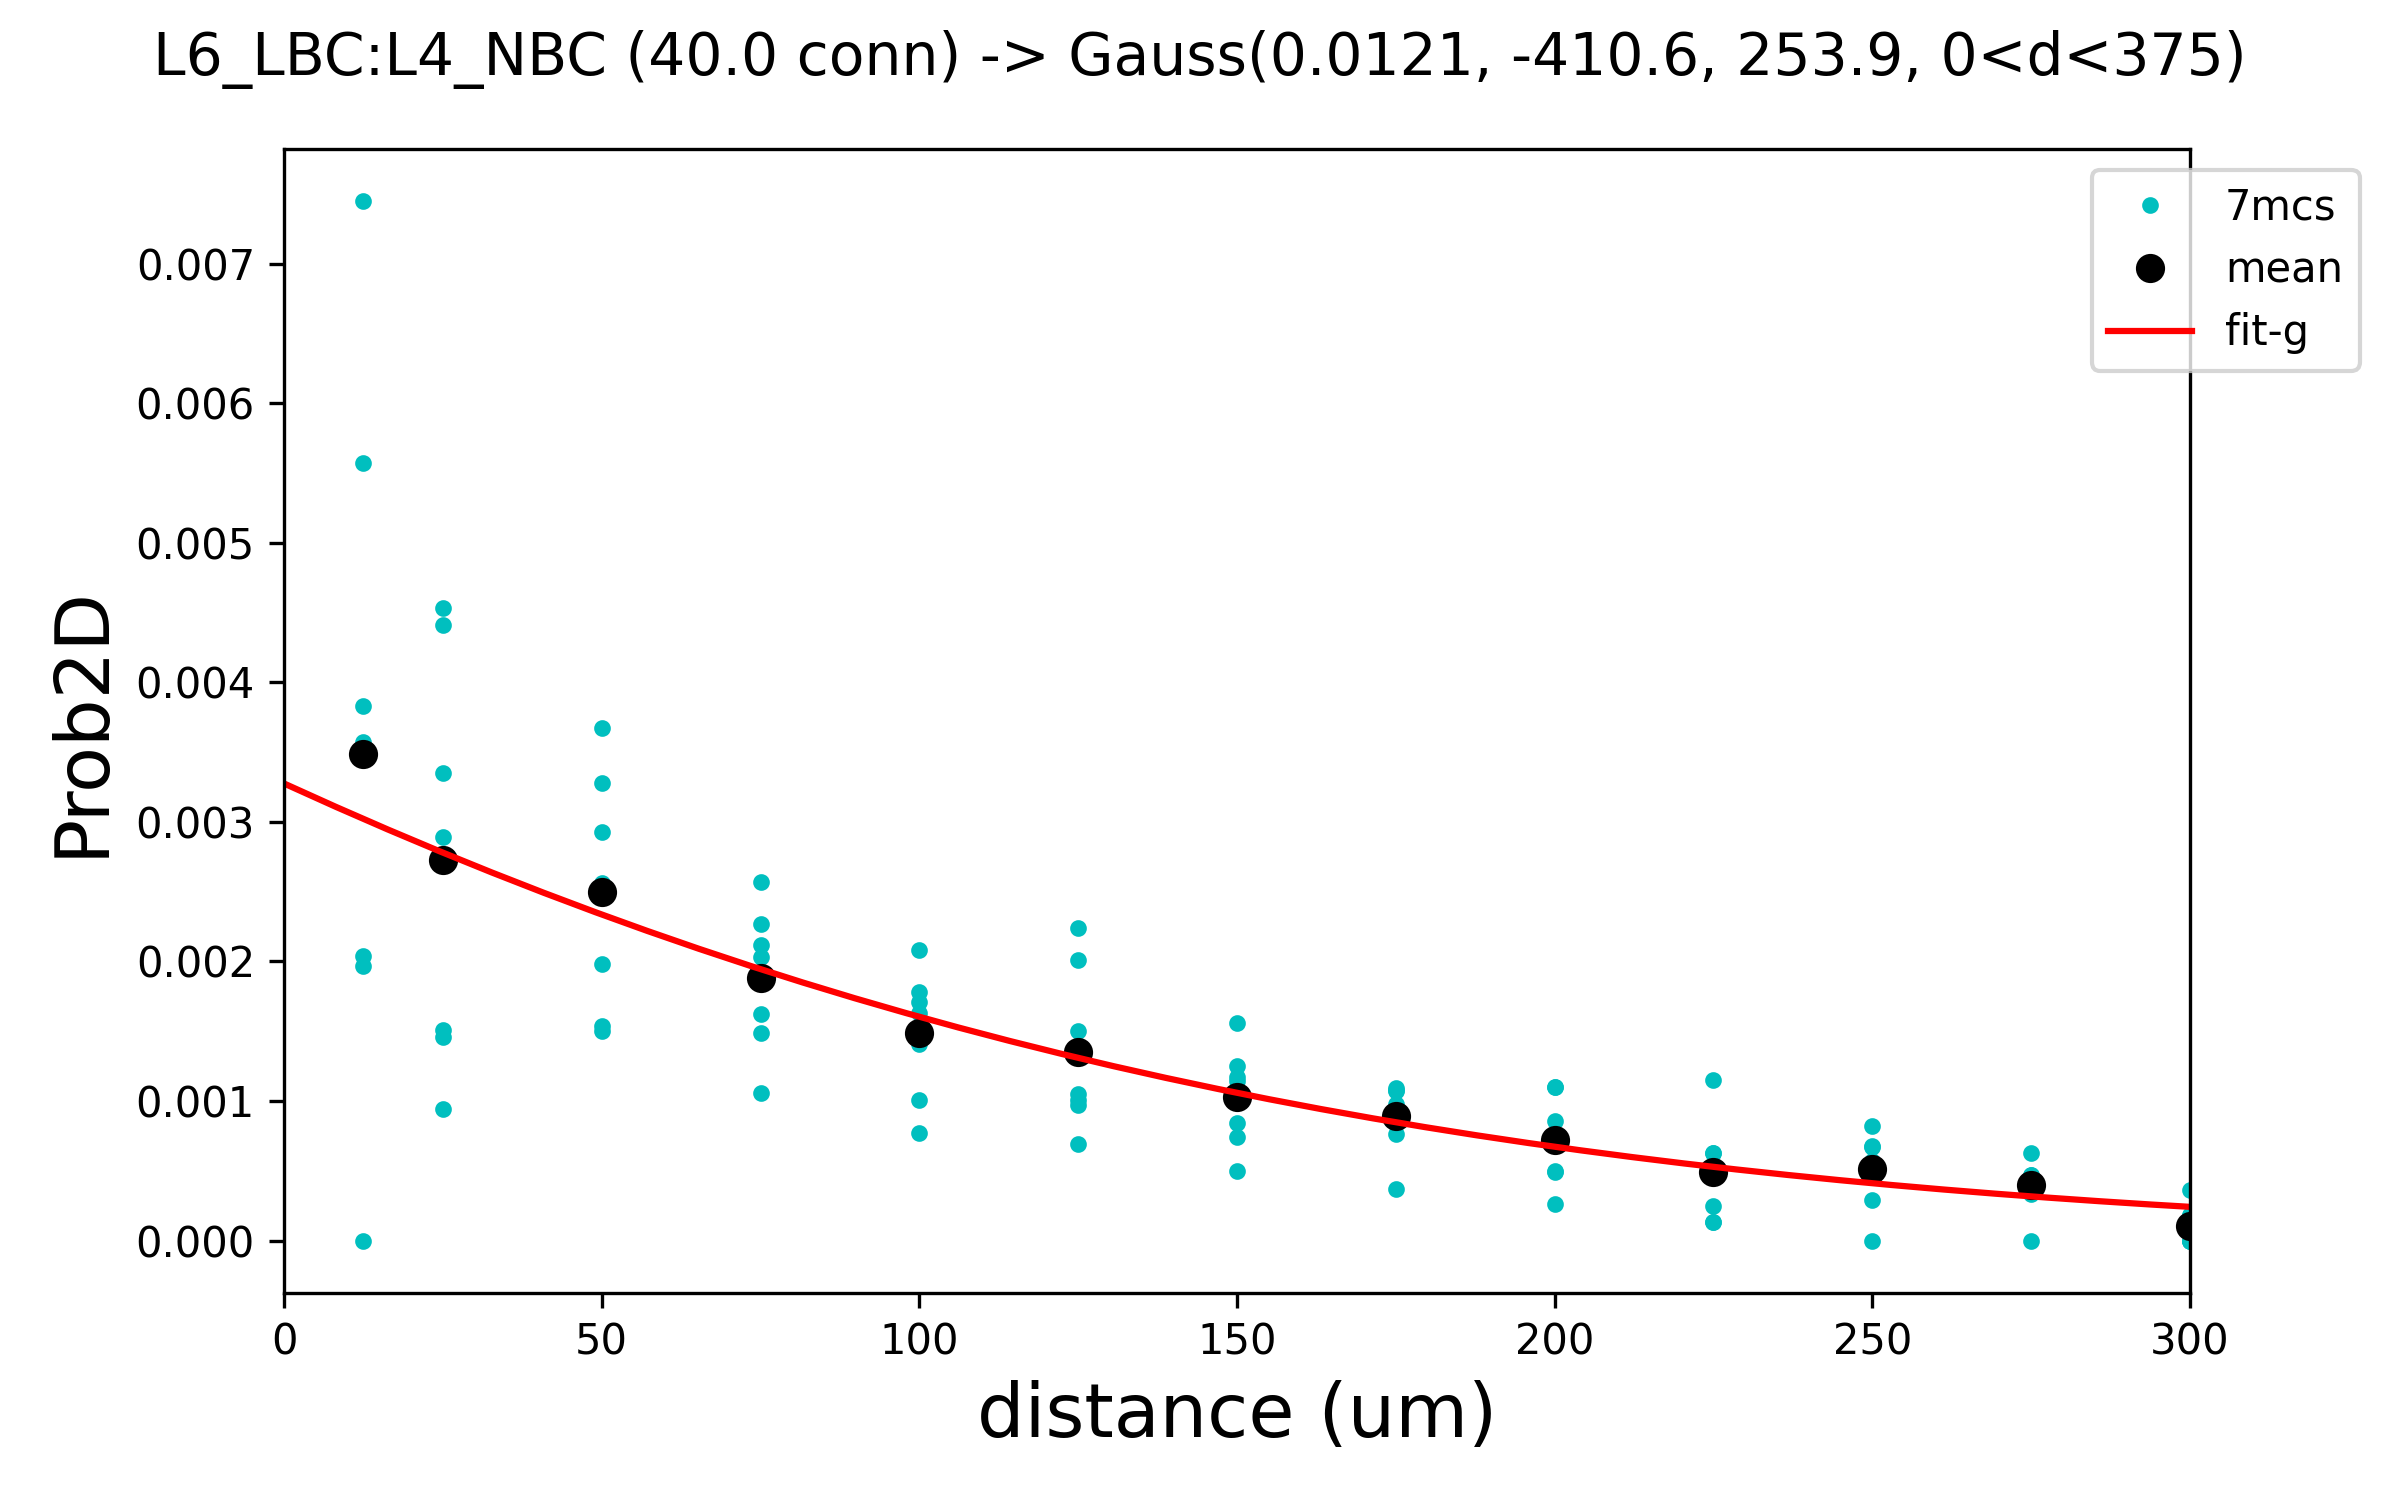 L6_LBC:L4_NBC (40.0 conn) -> Gauss(0.0121, -410.6, 253.9, 0<d<375)
7mcs
mean
fit-g
0.007
0.006
0.005
0.004
0.003
0.002
0.001
0.000
Prob2D
0 50 100 150 200 250 300
distance (um)